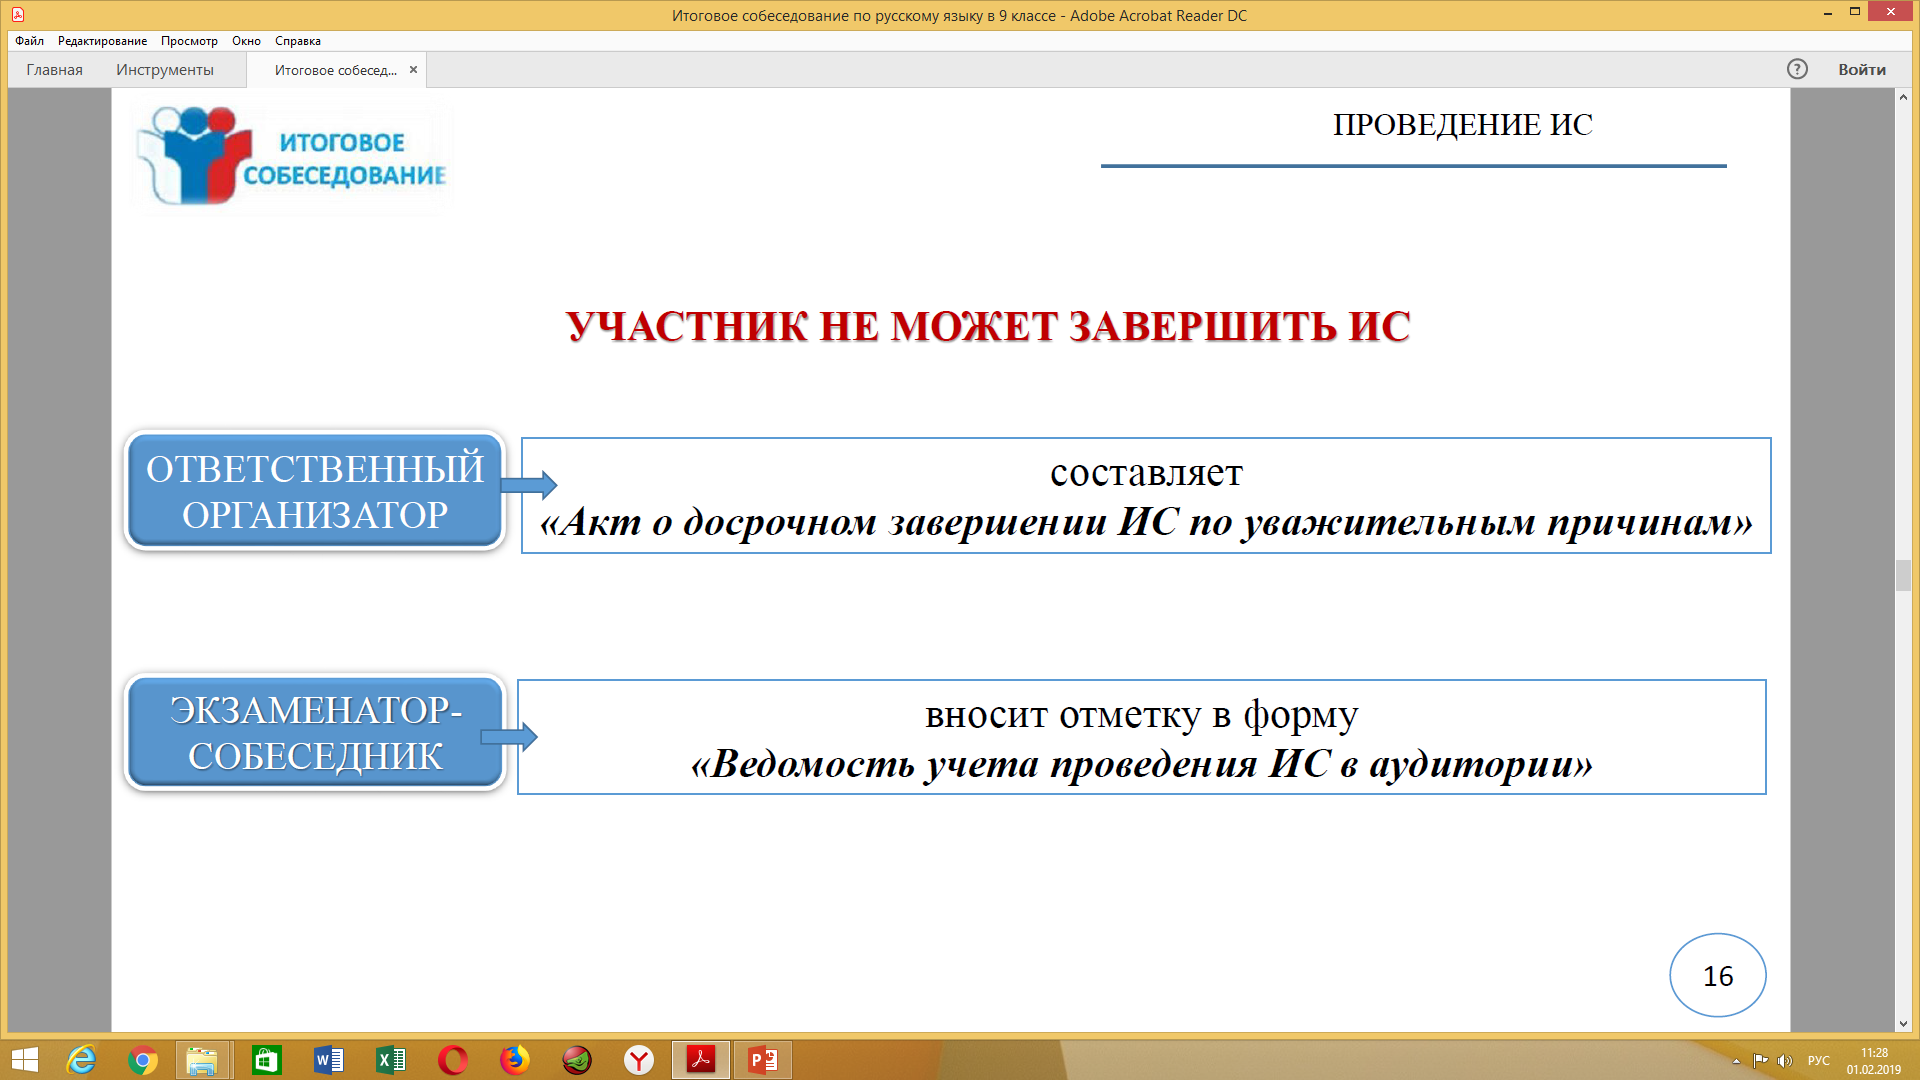 Итоговое собеседование по русскому языку в 9 классе - Adobe Acrobat Reader DC
Файл Редактирование Просмотр Окно Справка
Главная Инструменты Итоговое собесед... Войти
ИТОГОВОЕ
СОБЕСЕДОВАНИЕ
ПРОВЕДЕНИЕ ИС
УЧАСТНИК НЕ МОЖЕТ ЗАВЕРШИТЬ ИС
ОТВЕТСТВЕННЫЙ
ОРГАНИЗАТОР
составляет
«Акт о досрочном завершении ИС по уважительным причинам»
ЭКЗАМЕНАТОР-
СОБЕСЕДНИК
вносит отметку в форму
«Ведомость учета проведения ИС в аудитории»
16
РУС
11:28
01.02.2019